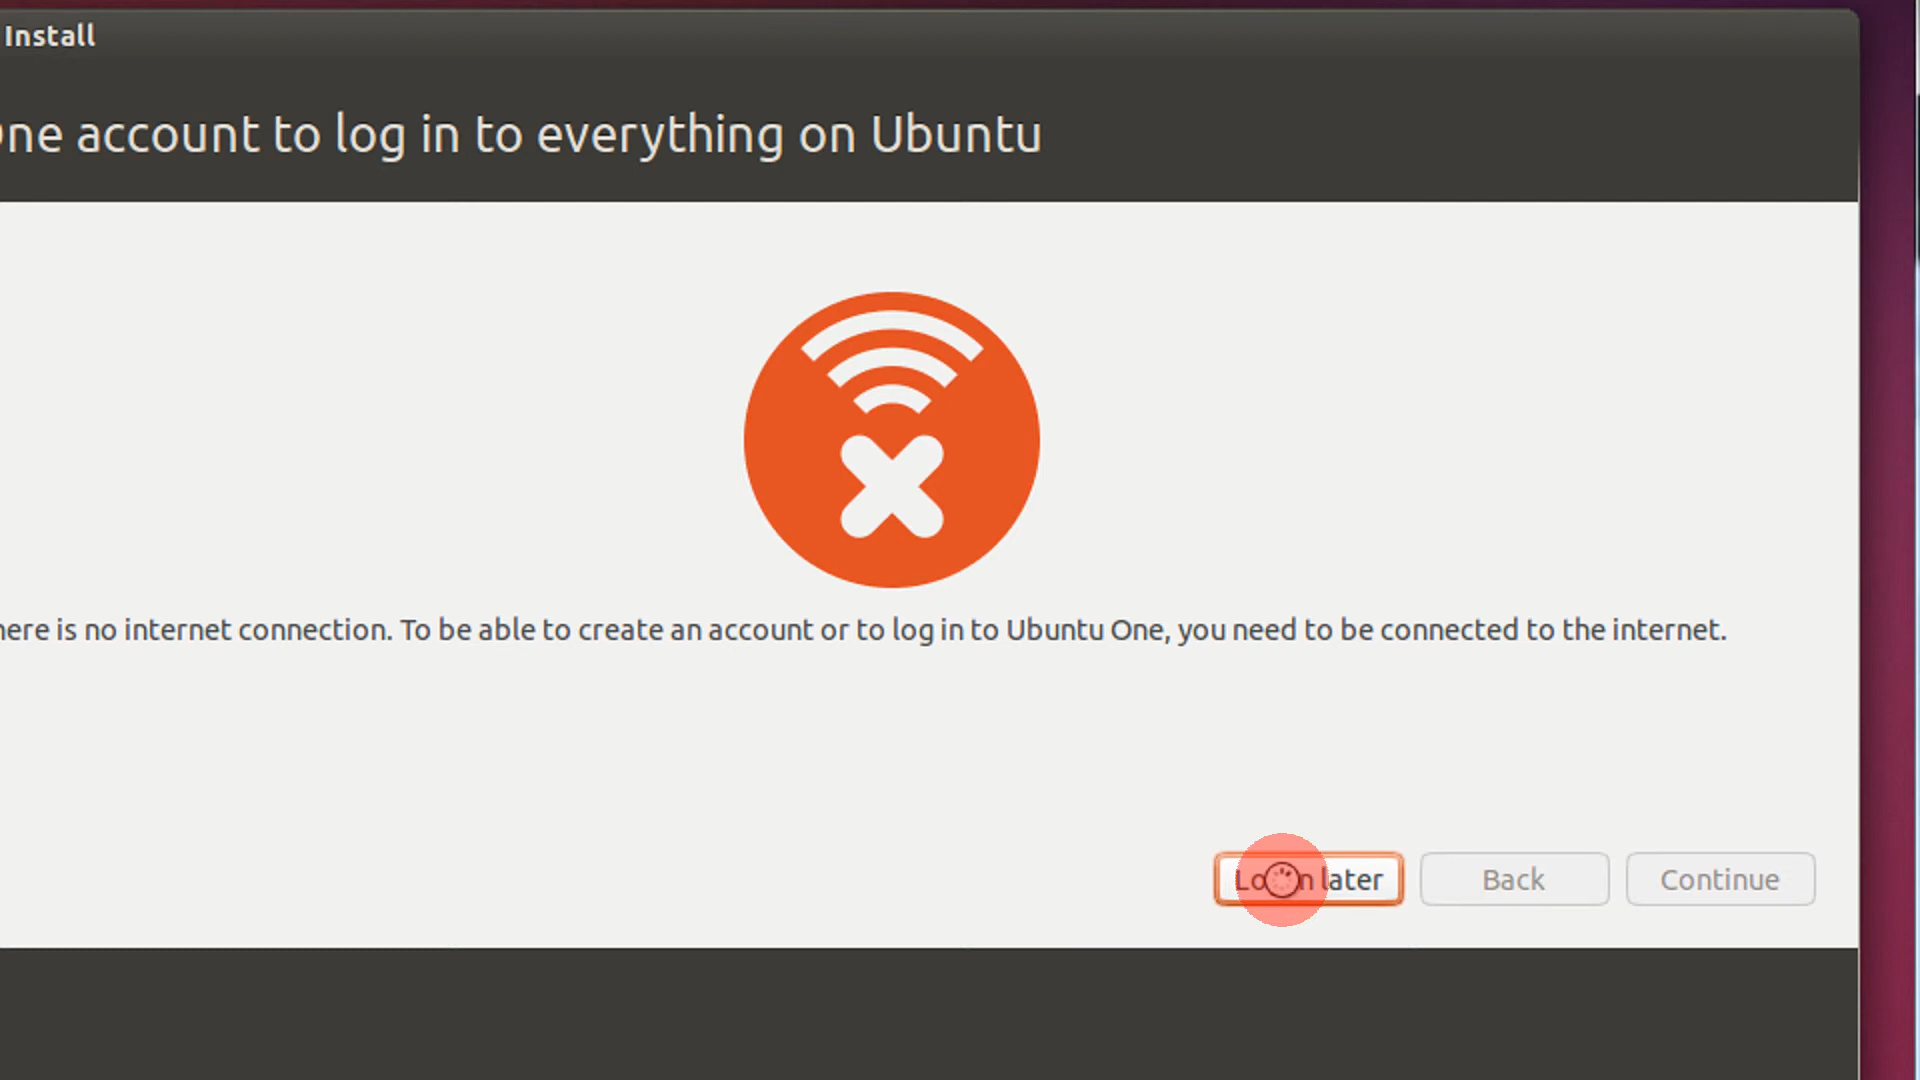 Install
ne account to log in to everything on Ubuntu
here is no internet connection. To be able to create an account or to log in to Ubuntu One, you need to be connected to the internet.
later
Back
Continue